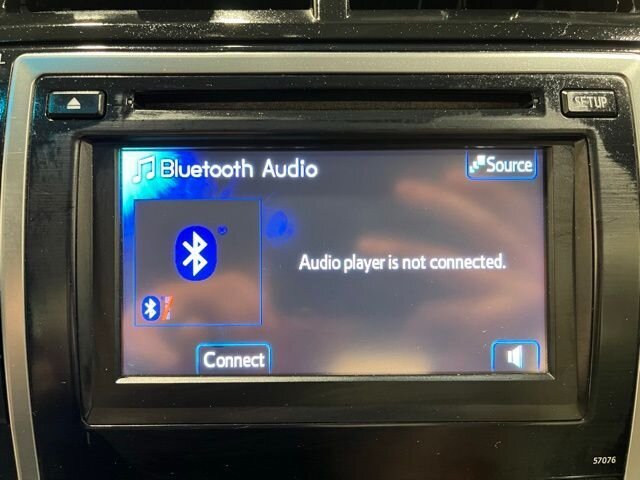 SETUP
Bluetooth Audio
Source
Audio player is not connected.
Connect
57076